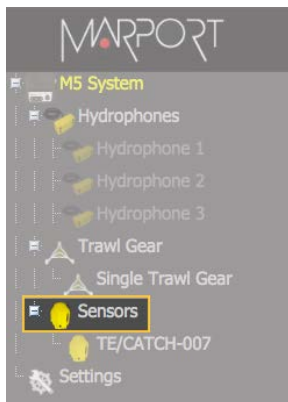 MARPORT
M5 System
Hydrophones
Hydrophone 1
Hydrophone 2
Hydrophone 3
Trawl Gear
Single Trawl Gear
Sensors
TE/CATCH-007
Settings